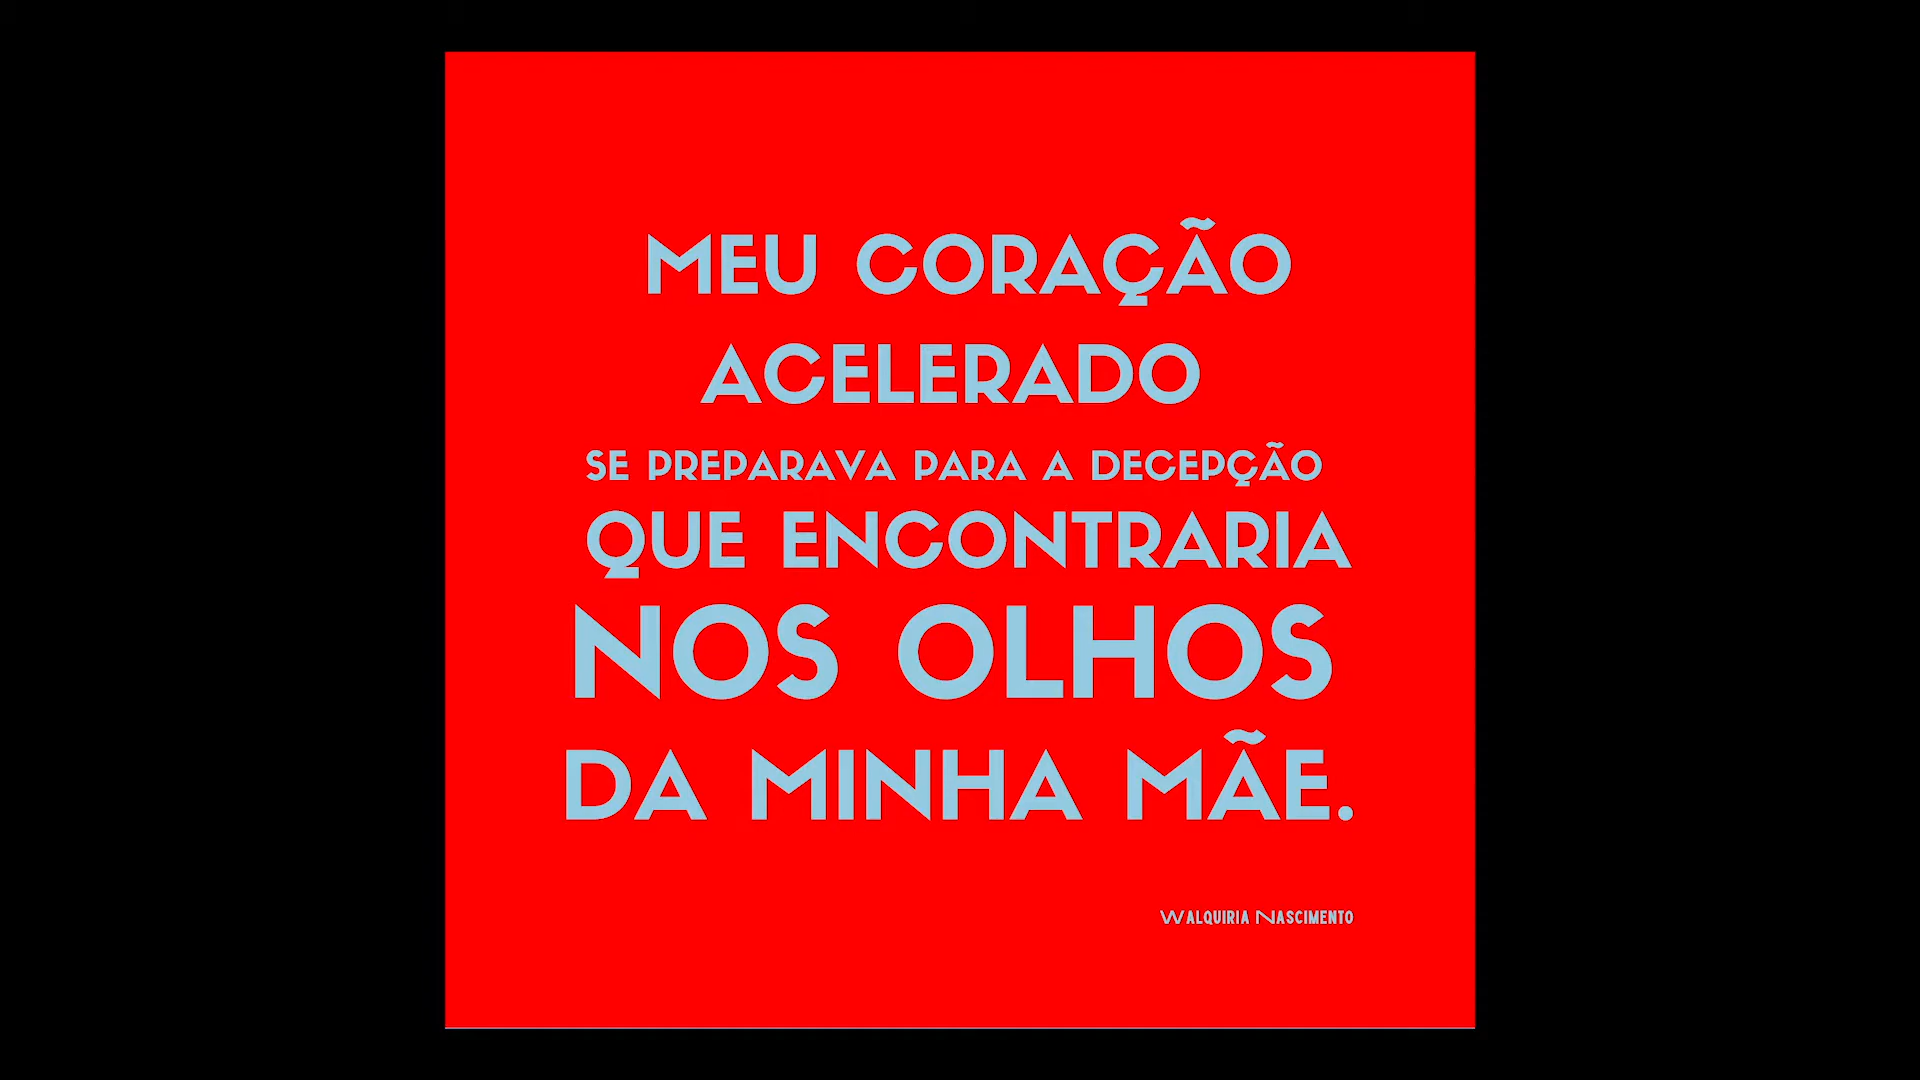 MEU CORAÇÃO
ACELERADO
SE PREPARAVA PARA A DECEPÇÃO
QUE ENCONTRARIA
NOS OLHOS
DA MINHA MÃE.
WALQUIRIA NASCIMENTO